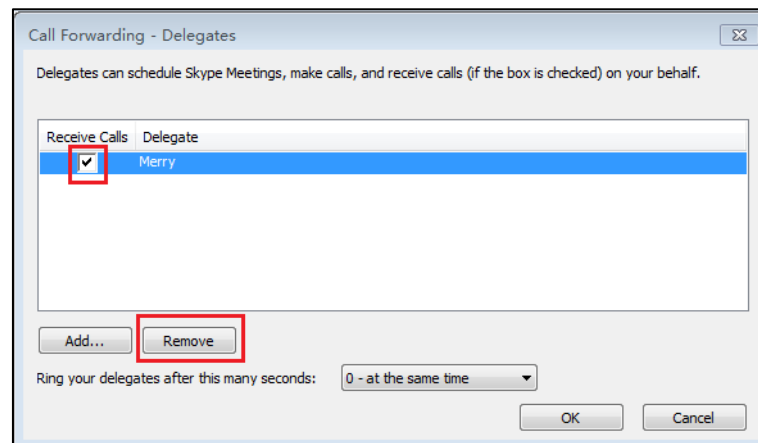 Call Forwarding - Delegates
Delegates can schedule Skype Meetings, make calls, and receive calls (if the box is checked) on your behalf.
Receive Calls Delegate
Merry
Add... Remove
Ring your delegates after this many seconds: 0 - at the same time
OK Cancel